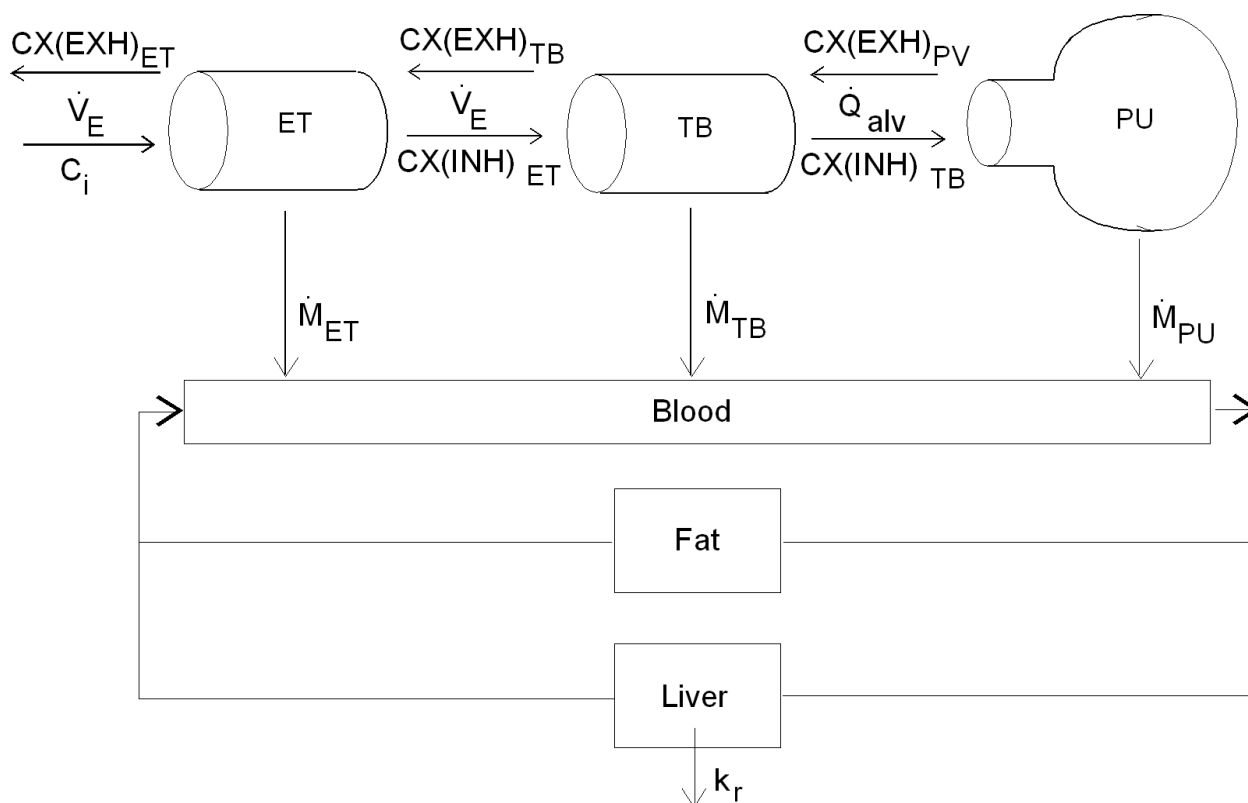 CX(EXH)ET
CX(EXH)TB
CX(EXH)PV
V̇E
ET
V̇E
TB
Q̇alv
PU
Ci
CX(INH) ET
CX(INH) TB
ṀET
ṀTB
ṀPU
Blood
Fat
Liver
kr